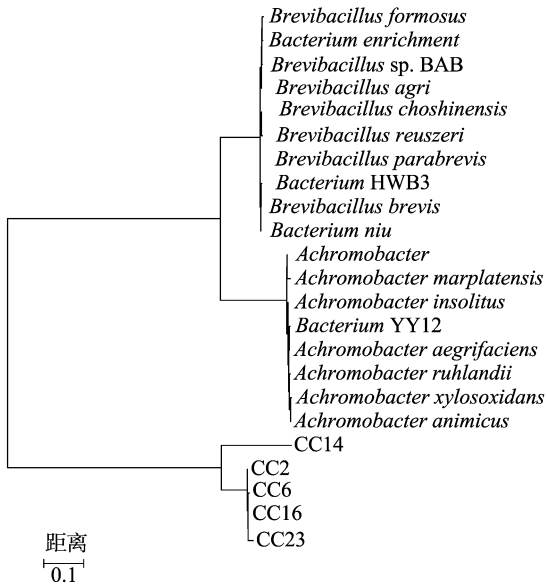 Brevibacillus formosus
Bacterium enrichment
Brevibacillus sp. BAB
Brevibacillus agri
Brevibacillus choshinensis
Brevibacillus reuszeri
Brevibacillus parabrevis
Bacterium HWB3
Brevibacillus brevis
Bacterium niu
Achromobacter
Achromobacter marplatensis
Achromobacter insolitus
Bacterium YY12
Achromobacter aegrifaciens
Achromobacter ruhlandii
Achromobacter xylosoxidans
Achromobacter animicus
CC14
CC2
CC6
CC16
CC23
距离
0.1